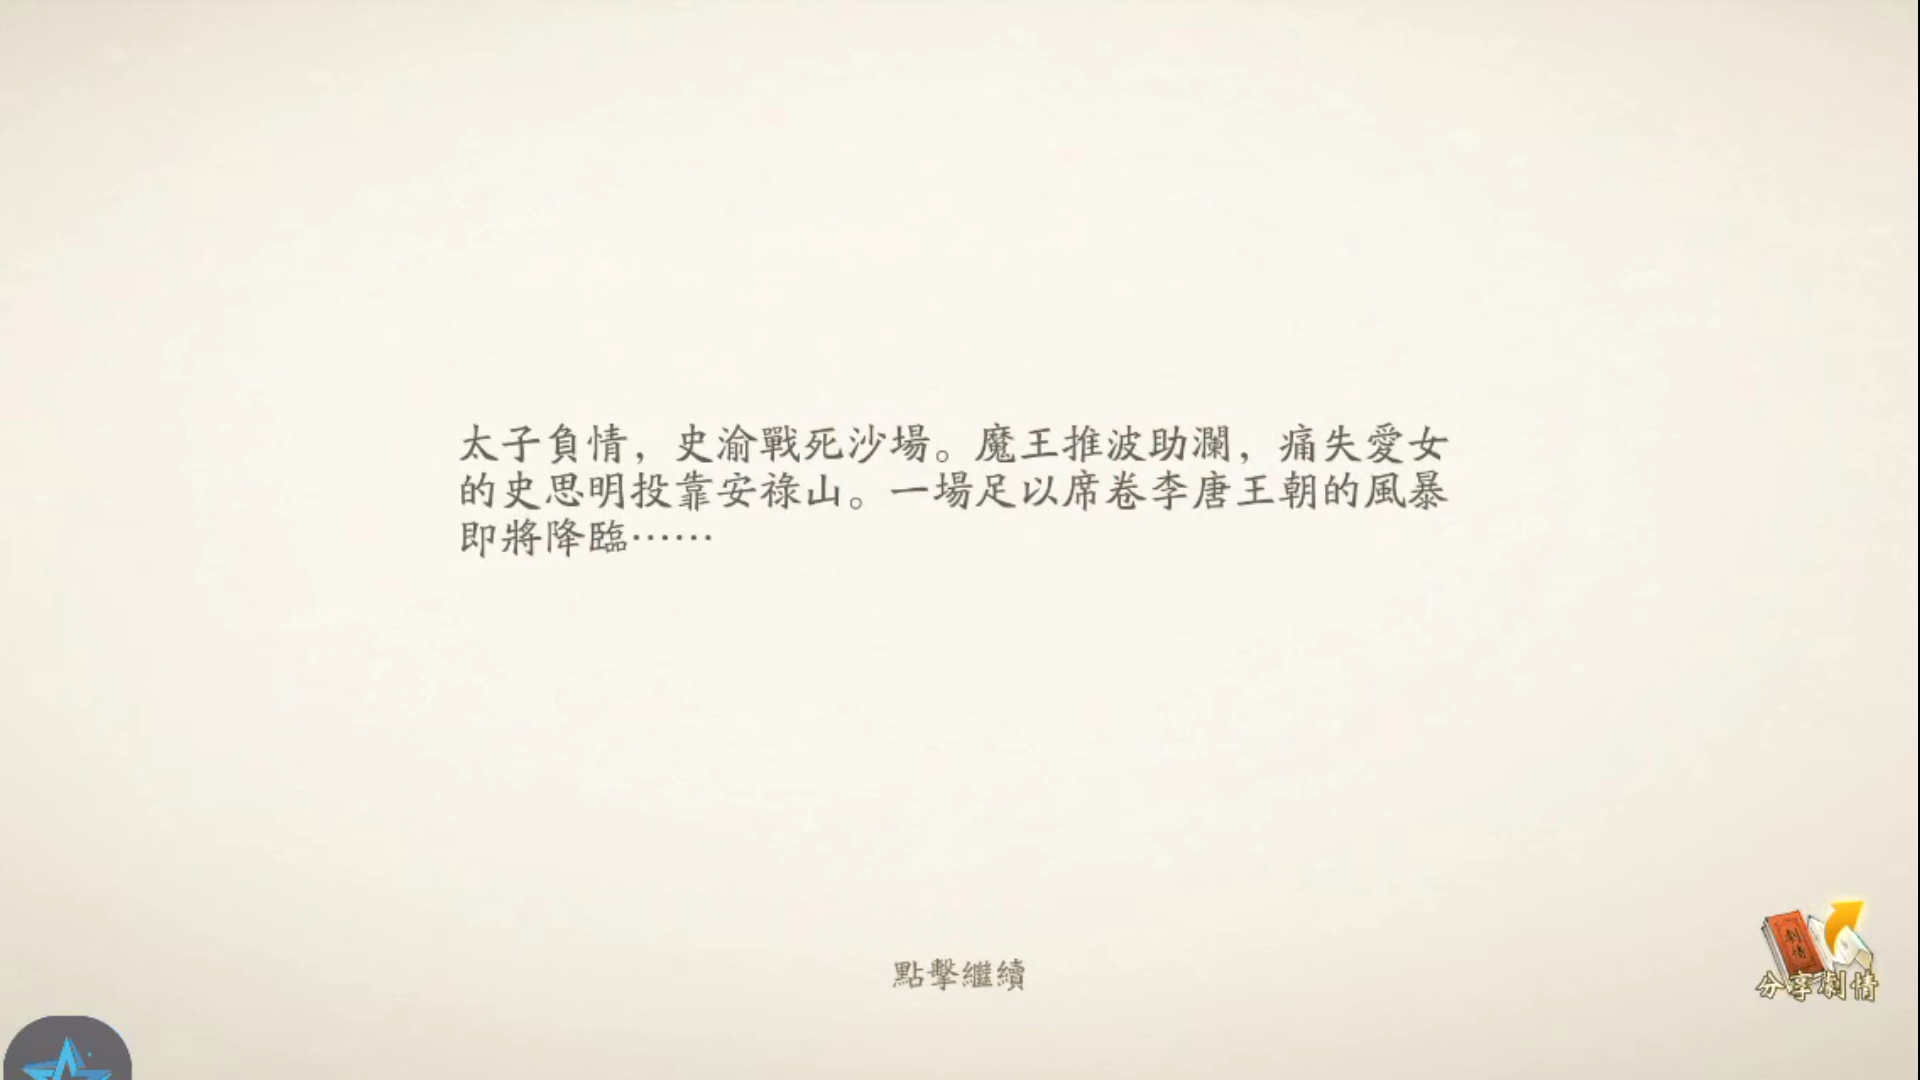 太子負情，史渝戰死沙場。魔王推波助瀾，痛失愛女
的史思明投靠安祿山。一場足以席卷李唐王朝的風暴
即將降臨……
劇情
分享劇情
點擊繼續